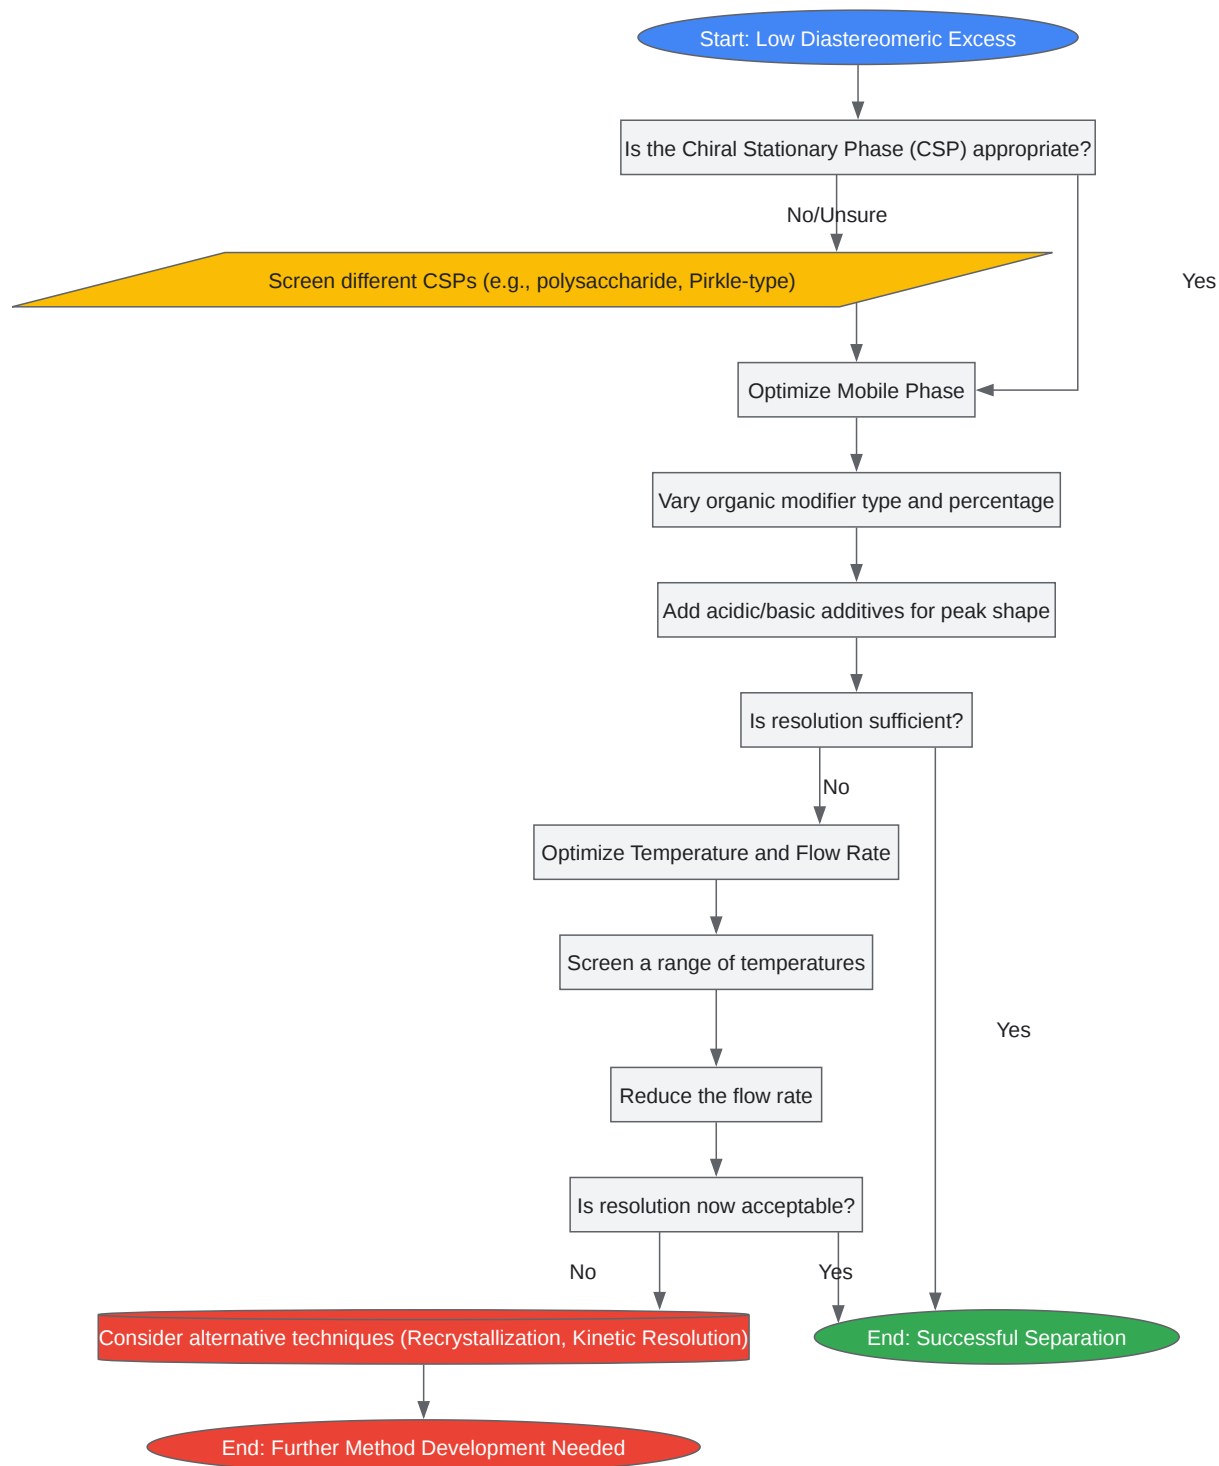 Start: Low Diastereomeric Excess
Is the Chiral Stationary Phase (CSP) appropriate?
No/Unsure
Screen different CSPs (e.g., polysaccharide, Pirkle-type)
Yes
Optimize Mobile Phase
Vary organic modifier type and percentage
Add acidic/basic additives for peak shape
Is resolution sufficient?
No
Optimize Temperature and Flow Rate
Screen a range of temperatures
Yes
Reduce the flow rate
Is resolution now acceptable?
No
Yes
Consider alternative techniques (Recrystallization, Kinetic Resolution)
End: Successful Separation
End: Further Method Development Needed